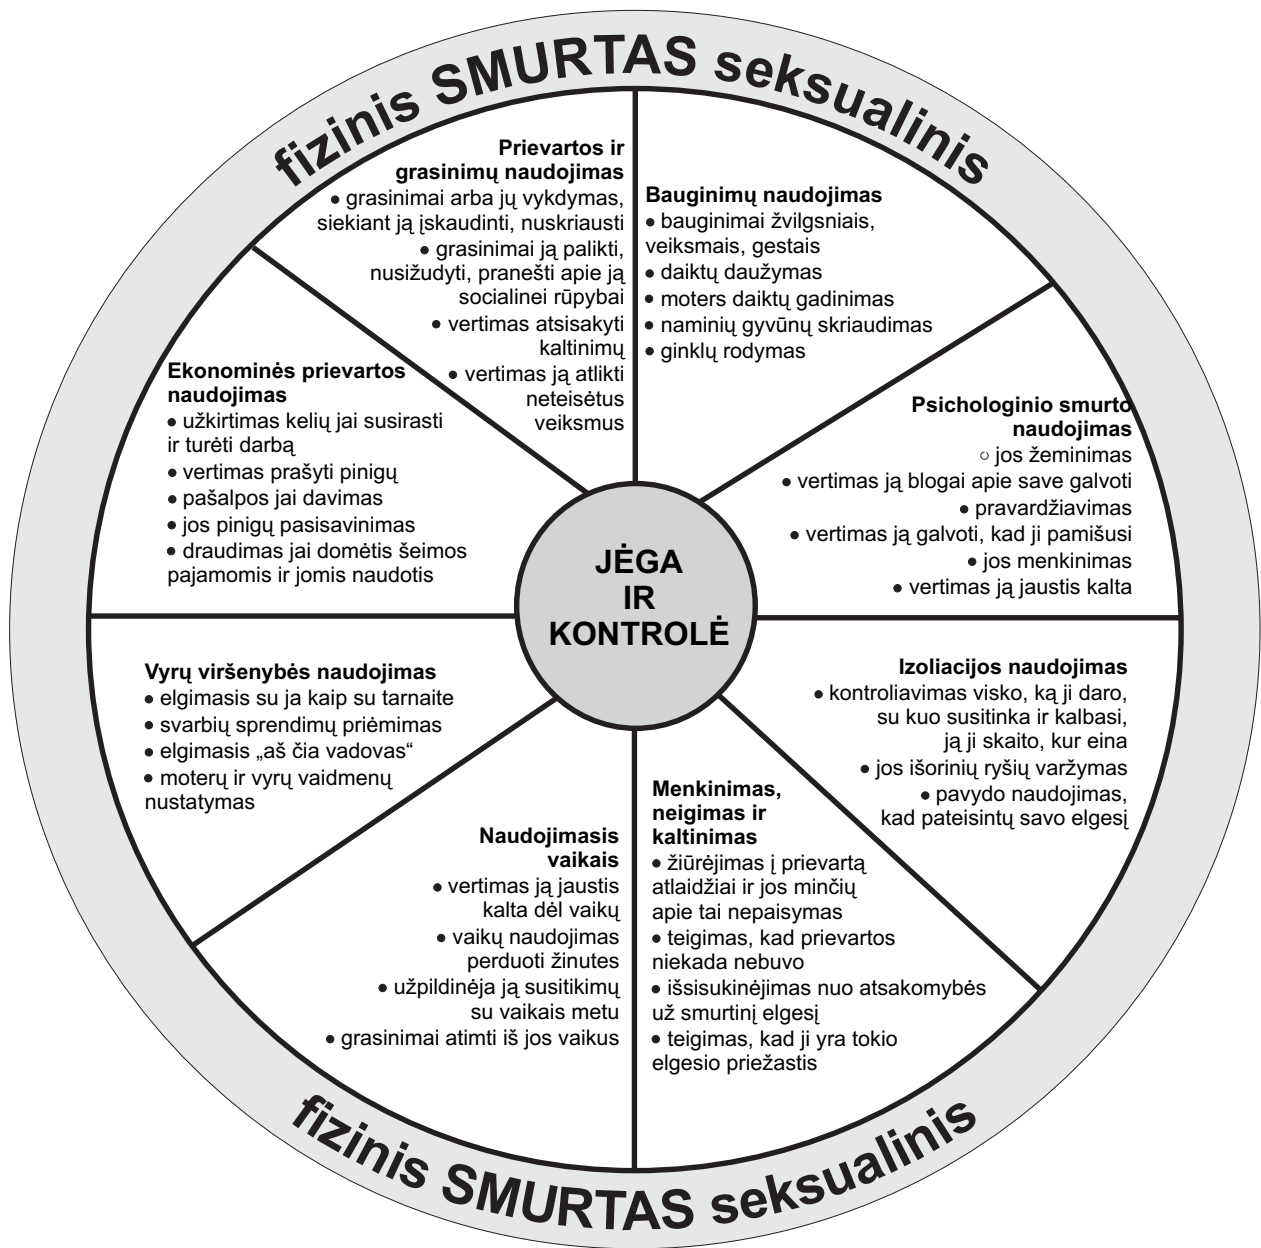 fizinis SMURTAS seksualinis
Prievartos ir
grasinimų naudojimas
• grasinimai arba jų vykdymas,
siekiant ją įskaudinti, nuskriausti
• grasinimai ją palikti,
nusižudyti, pranešti apie ją
socialinei rūpybai
• vertimas atsisakyti
kaltinimų
• vertimas ją atlikti
neteisėtus
veiksmus
Bauginimų naudojimas
• bauginimai žvilgsniais,
veiksmais, gestais
• daiktų daužymas
• moters daiktų gadinimas
• naminių gyvūnų skriaudimas
• ginklų rodymas
Psichologinio smurto
naudojimas
○ jos žeminimas
• vertimas ją blogai apie save galvoti
• pravardžiavimas
• vertimas ją galvoti, kad ji pamišusi
• jos menkinimas
• vertimas ją jaustis kalta
Izoliacijos naudojimas
• kontroliavimas visko, ką ji daro,
su kuo susitinka ir kalbasi,
ją ji skaito, kur eina
• jos išorinių ryšių varžymas
• pavydo naudojimas,
kad pateisintų savo elgesį
Menkinimas,
neigimas ir
kaltinimas
• žiūrėjimas į prievartą
atlaidžiai ir jos minčių
apie tai nepaisymas
• teigimas, kad prievartos
niekada nebuvo
• išsisukinėjimas nuo atsakomybės
už smurtinį elgesį
• teigimas, kad ji yra tokio
elgesio priežastis
Naudojimasis
vaikais
• vertimas ją jaustis
kalta dėl vaikų
• vaikų naudojimas
perduoti žinutes
• užpildinėja ją susitikimų
su vaikais metu
• grasinimai atimti iš jos vaikus
Vyrų viršenybės naudojimas
• elgimasis su ja kaip su tarnaite
• svarbių sprendimų priėmimas
• elgimasis „aš čia vadovas“
• moterų ir vyrų vaidmenų
nustatymas
Ekonominės prievartos
naudojimas
• užkirtimas kelių jai susirasti
ir turėti darbą
• vertimas prašyti pinigų
• pašalpos jai davimas
• jos pinigų pasisavinimas
• draudimas jai domėtis šeimos
pajamomis ir jomis naudotis
JĖGA
IR
KONTROLĖ
fizinis SMURTAS seksualinis